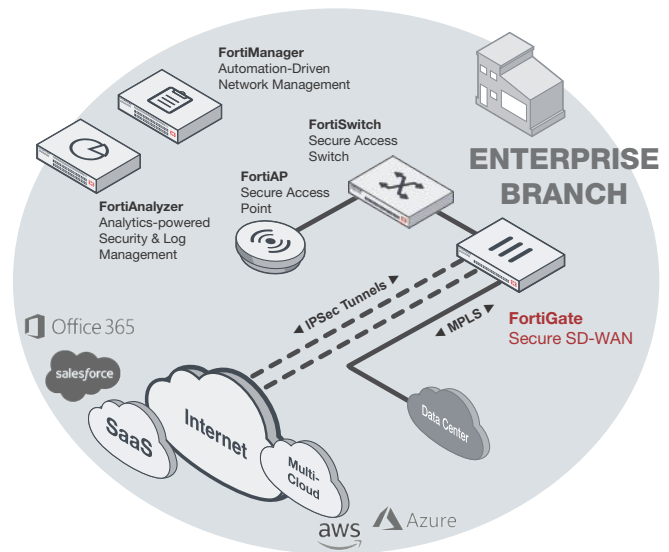 FortiManager
Automation-Driven
Network Management
FortiSwitch
Secure Access
Switch
ENTERPRISE
BRANCH
FortiAP
Secure Access
Point
FortiAnalyzer
Analytics-powered
Security & Log
Management
IPSec Tunnels
MPLS
FortiGate
Secure SD-WAN
Office 365
salesforce
SaaS
Internet
Multi-
Cloud
Data Center
aws
Azure